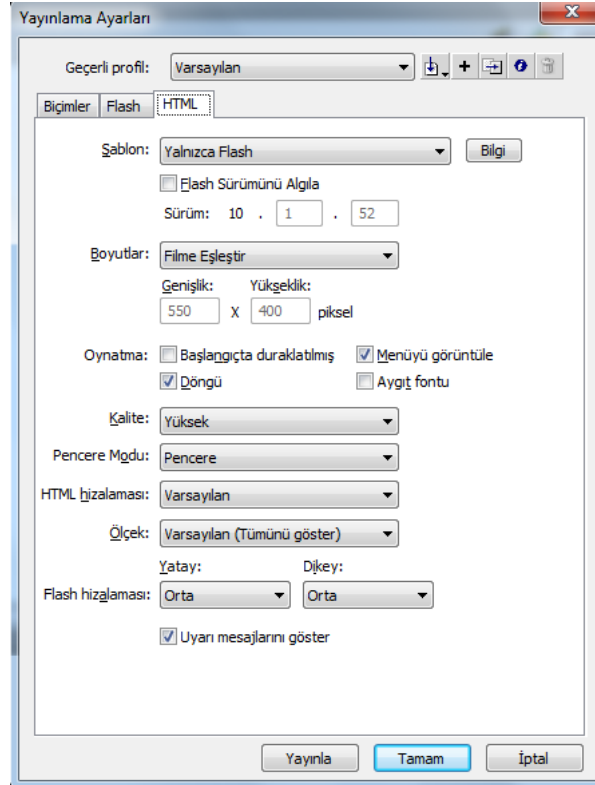 Yayınlama Ayarları
Geçerli profil: Varsayılan
Biçimler Flash HTML
Şablon: Yalnızca Flash Bilgi
Flash Sürümünü Algıla
Sürüm: 10 . 1 . 52
Boyutlar: Filme Eşleştir
Genişlik: Yükseklik:
550 X 400 piksel
Oynatma: Başlangıçta duraklatılmış Menüyü görüntüle
Döngü Aygıt fontu
Kalite: Yüksek
Pencere Modu: Pencere
HTML hizalaması: Varsayılan
Ölçek: Varsayılan (Tümünü göster)
Yatay: Dikey:
Flash hizalaması: Orta Orta
Uyarı mesajlarını göster
Yayınla Tamam İptal